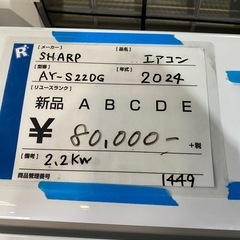 R
[メーカー] SHARP [品名] エアコン
[型番] AY-S22DG [年式] 2024
[リユースランク]
新品 A B C D E
¥ 80,000- +税
[備考] 2.2kw
商品管理番号 1449